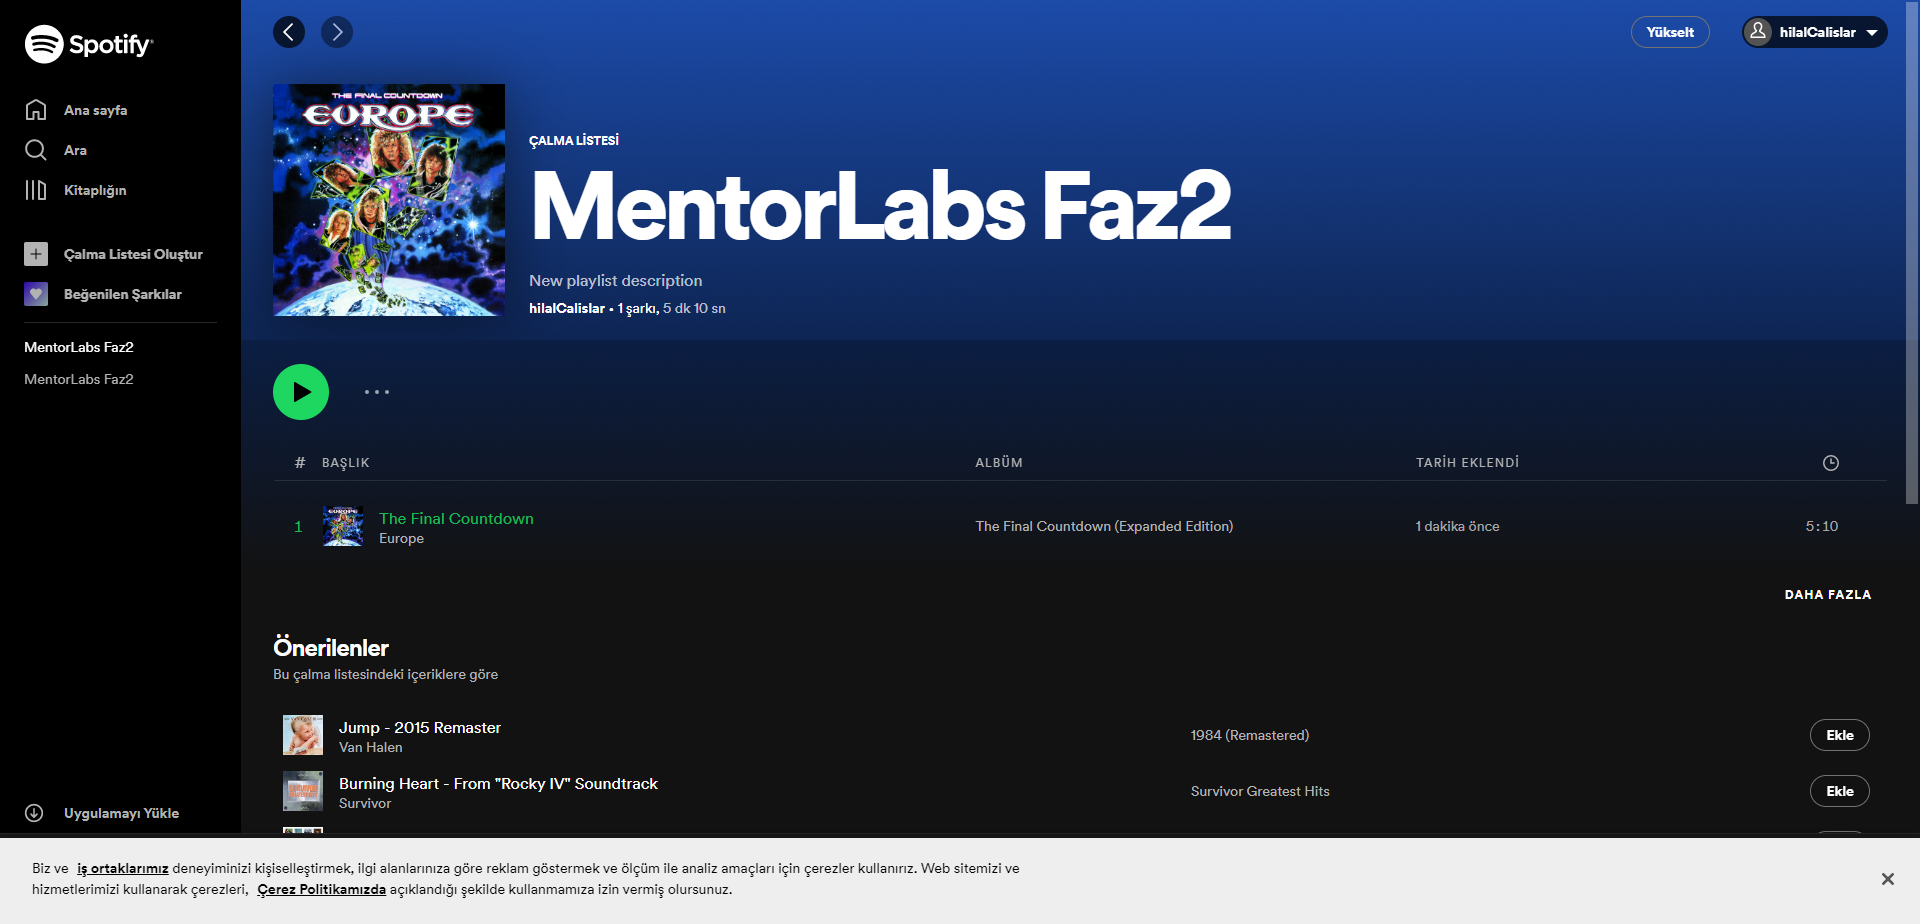 Spotify
Ana sayfa
Ara
Kitaplığın
Çalma Listesi Oluştur
Beğenilen Şarkılar
MentorLabs Faz2
MentorLabs Faz2
Uygulamayı Yükle
Yükselt
hilalCalislar
THE FINAL COUNTDOWN
EUROPE
ÇALMA LİSTESİ
MentorLabs Faz2
New playlist description
hilalCalislar • 1 şarkı, 5 dk 10 sn
# BAŞLIK ALBÜM TARİH EKLENDİ
1 The Final Countdown The Final Countdown (Expanded Edition) 1 dakika önce 5:10
EUROPE
Europe
DAHA FAZLA
Önerilenler
Bu çalma listesindeki içeriklere göre
Jump - 2015 Remaster
Van Halen
1984 (Remastered)
Ekle
Burning Heart - From "Rocky IV" Soundtrack
Survivor
Survivor Greatest Hits
Ekle
Biz ve iş ortaklarımız deneyiminizi kişiselleştirmek, ilgi alanlarınıza göre reklam göstermek ve ölçüm ile analiz amaçları için çerezler kullanırız. Web sitemizi ve
hizmetlerimizi kullanarak çerezleri, Çerez Politikamızda açıklandığı şekilde kullanmamıza izin vermiş olursunuz.